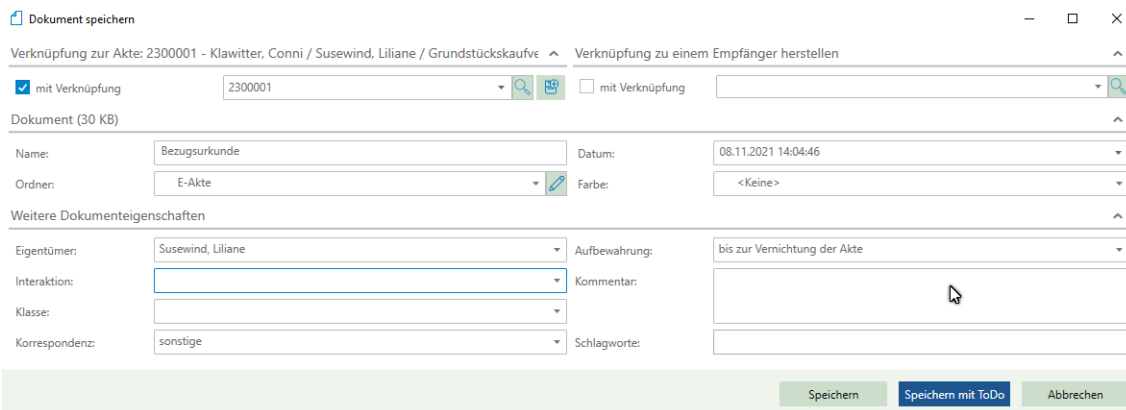 Dokument speichern
Verknüpfung zur Akte: 2300001 - Klawitter, Conni / Susewind, Liliane / Grundstückskaufve
Verknüpfung zu einem Empfänger herstellen
mit Verknüpfung 2300001
mit Verknüpfung
Dokument (30 KB)
Name: Bezugsurkunde
Datum: 08.11.2021 14:04:46
Ordner: E-Akte
Farbe: <Keine>
Weitere Dokumenteigenschaften
Eigentümer: Susewind, Liliane
Aufbewahrung: bis zur Vernichtung der Akte
Interaktion:
Kommentar:
Klasse:
Korrespondenz: sonstige
Schlagworte:
Speichern
Speichern mit ToDo
Abbrechen